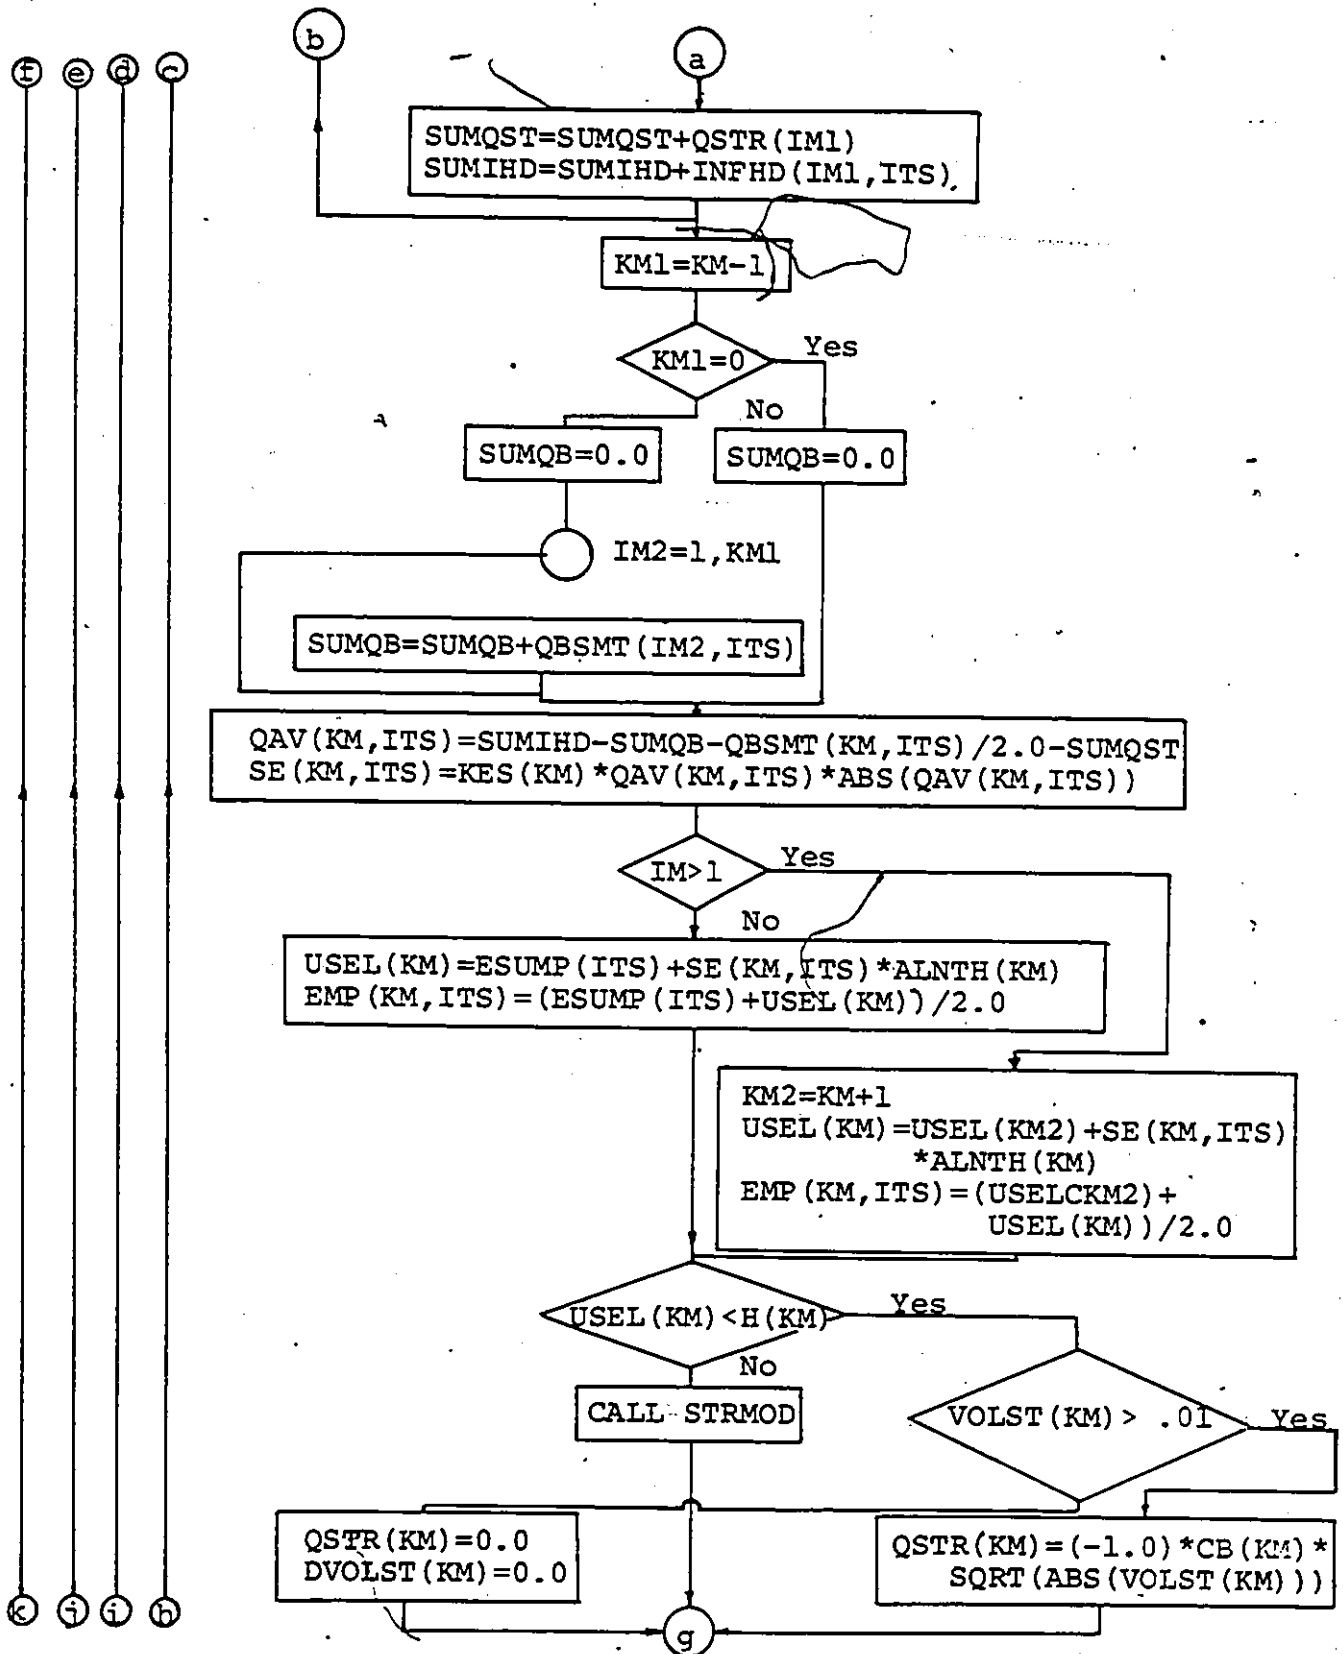 b
a
f e d c
SUMQST=SUMQST+QSTR(IM1)
SUMIHD=SUMIHD+INFHD(IM1,ITS)
KM1=KM-1
KM1=0
Yes
No
SUMQB=0.0
SUMQB=0.0
IM2=1,KM1
SUMQB=SUMQB+QBSMT(IM2,ITS)
QAV(KM,ITS)=SUMIHD-SUMQB-QBSMT(KM,ITS)/2.0-SUMQST
SE(KM,ITS)=KES(KM)*QAV(KM,ITS)*ABS(QAV(KM,ITS))
IM>1
Yes
No
USEL(KM)=ESUMP(ITS)+SE(KM,ITS)*ALNTH(KM)
EMP(KM,ITS)=(ESUMP(ITS)+USEL(KM))/2.0
KM2=KM+1
USEL(KM)=USEL(KM2)+SE(KM,ITS)
*ALNTH(KM)
EMP(KM,ITS)=(USELCKM2)+
USEL(KM))/2.0
USEL(KM)<H(KM)
Yes
No
CALL STRMOD
VOLST(KM)> .01
Yes
QSTR(KM)=0.0
DVOLST(KM)=0.0
QSTR(KM)=(-1.0)*CB(KM)*
SQRT(ABS(VOLST(KM)))
k j i h
g